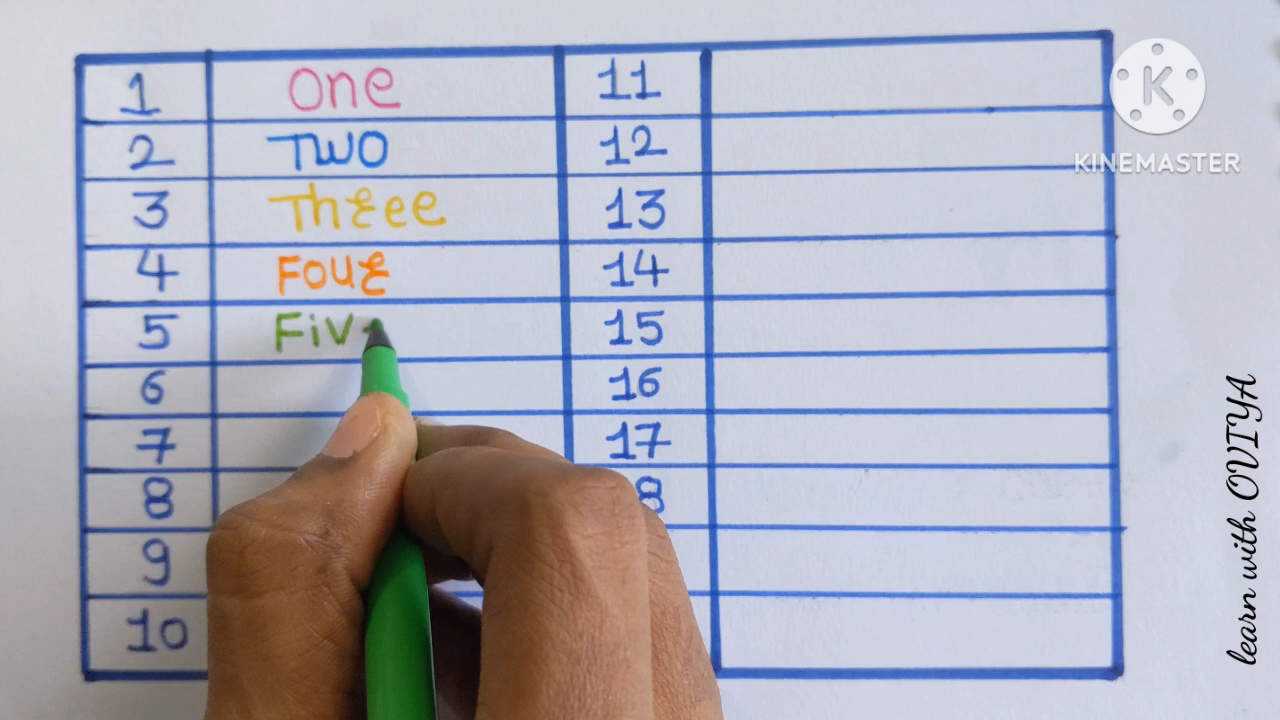 1 One 11
2 Two 12
3 Three 13
4 Four 14
5 Fiv 15
6 16
7 17
8 8
9
10
K
KINEMASTER
learn with OVIYA